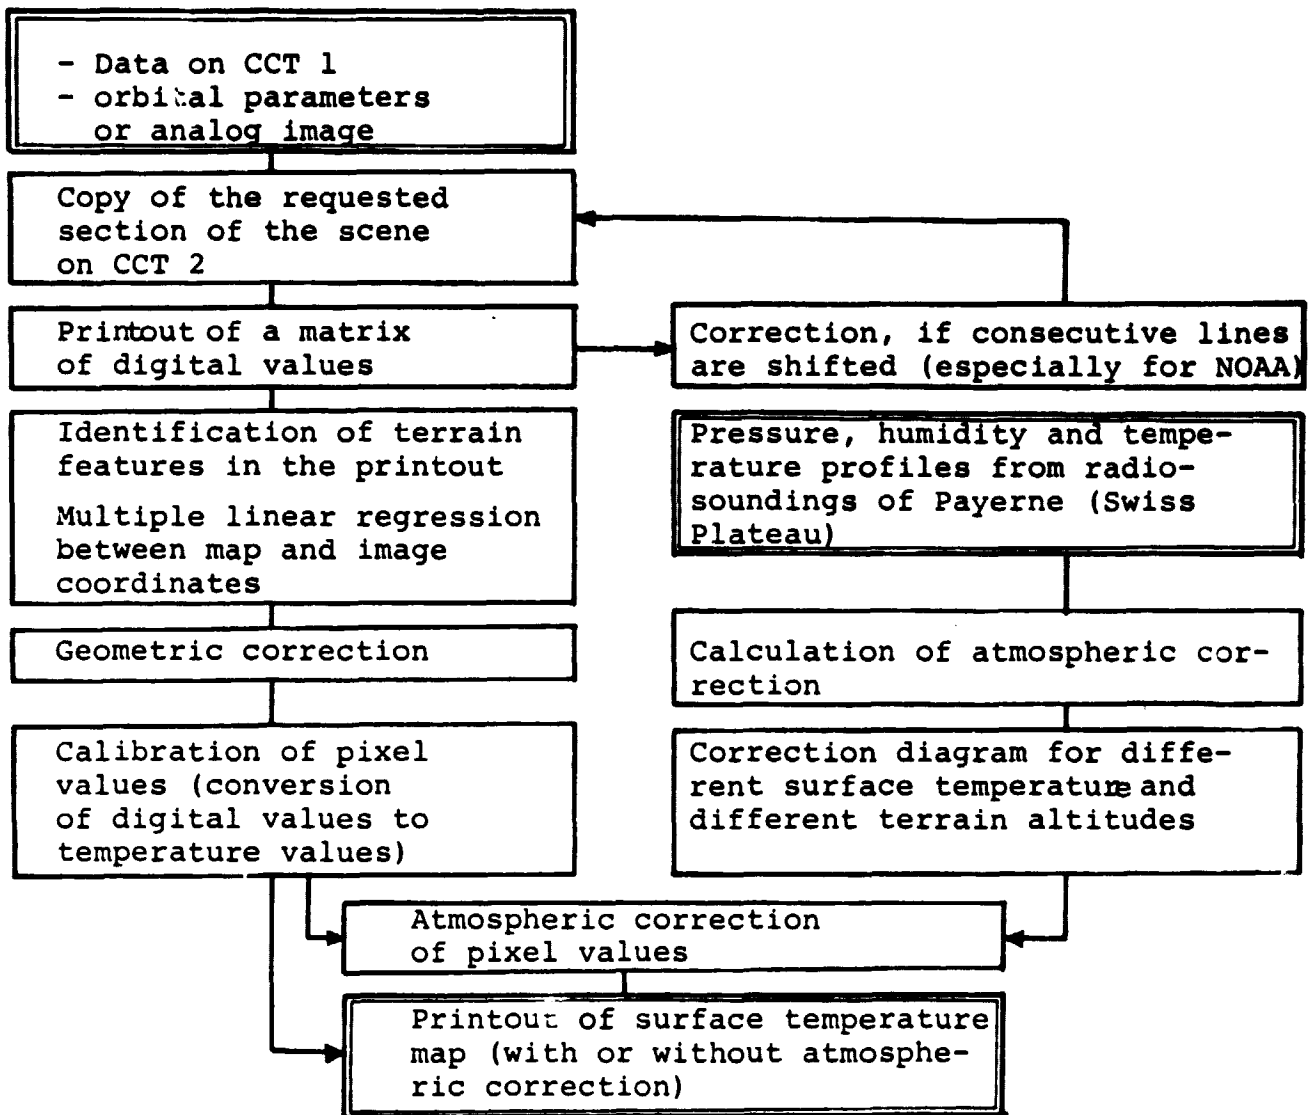 - Data on CCT 1
- orbital parameters
or analog image
Copy of the requested
section of the scene
on CCT 2
Printout of a matrix
of digital values
Correction, if consecutive lines
are shifted (especially for NOAA)
Identification of terrain
features in the printout
Multiple linear regression
between map and image
coordinates
Pressure, humidity and tempe-
rature profiles from radio-
soundings of Payerne (Swiss
Plateau)
Geometric correction
Calculation of atmospheric cor-
rection
Calibration of pixel
values (conversion
of digital values to
temperature values)
Correction diagram for diffe-
rent surface temperature and
different terrain altitudes
Atmospheric correction
of pixel values
Printout of surface temperature
map (with or without atmosphe-
ric correction)